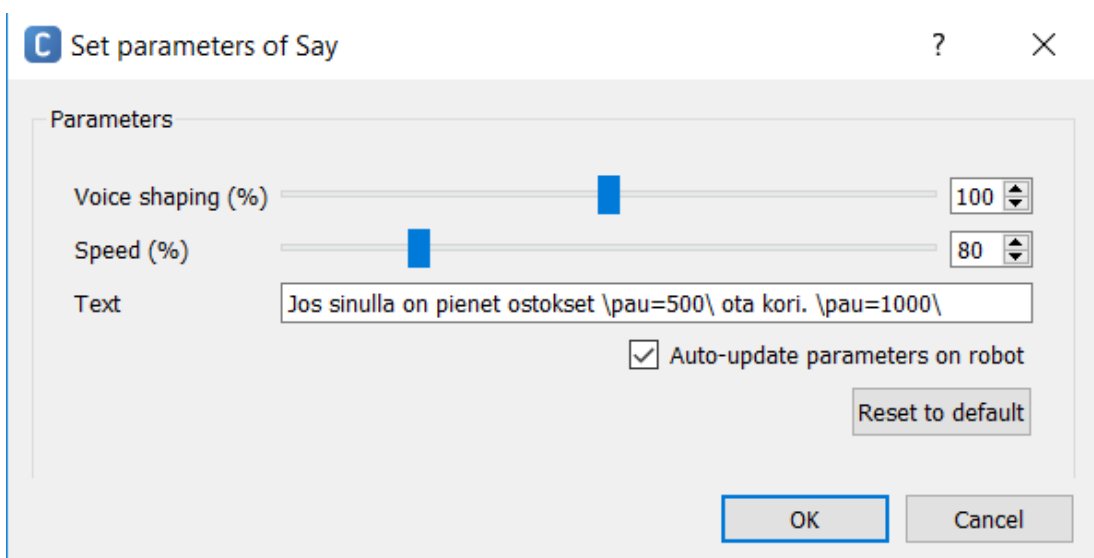 C Set parameters of Say ?
Parameters
Voice shaping (%) 100
Speed (%) 80
Text Jos sinulla on pienet ostokset \pau=500\ ota kori. \pau=1000\
Auto-update parameters on robot
Reset to default
OK Cancel